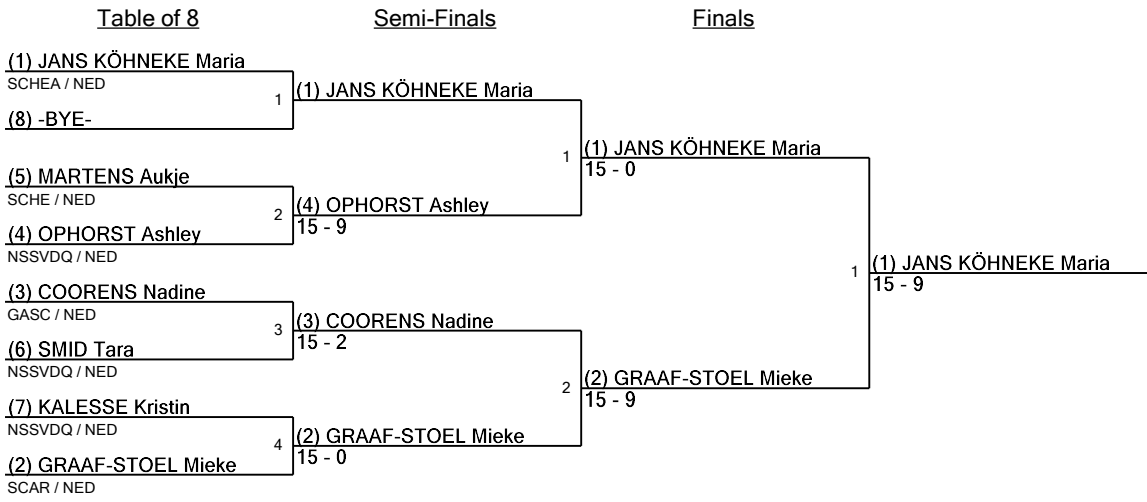 Table of 8 Semi-Finals Finals
(1) JANS KÖHNEKE Maria
SCHEA / NED
1
(8) -BYE-
(5) MARTENS Aukje
SCHE / NED
2
(4) OPHORST Ashley
NSSVDQ / NED
(3) COORENS Nadine
GASC / NED
3
(6) SMID Tara
NSSVDQ / NED
(7) KALESSE Kristin
NSSVDQ / NED
4
(2) GRAAF-STOEL Mieke
SCAR / NED
(1) JANS KÖHNEKE Maria
1
(4) OPHORST Ashley
15 - 9
(3) COORENS Nadine
15 - 2
2
(2) GRAAF-STOEL Mieke
15 - 0
(1) JANS KÖHNEKE Maria
15 - 0
1
(2) GRAAF-STOEL Mieke
15 - 9
(1) JANS KÖHNEKE Maria
15 - 9